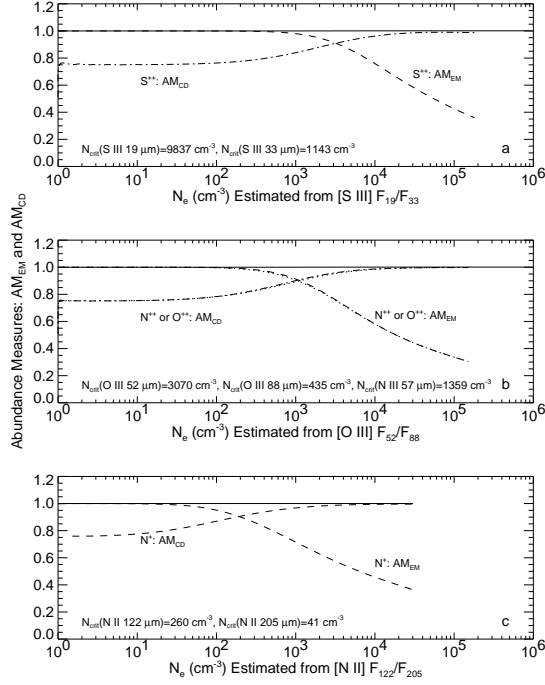 Abundance Measures: AM_EM and AM_CD
1.2
1.0
0.8
0.6
0.4
0.2
0.0
S⁺⁺: AM_CD
S⁺⁺: AM_EM
N_crit(S III 19 μm)=9837 cm⁻³, N_crit(S III 33 μm)=1143 cm⁻³
a
10⁰ 10¹ 10² 10³ 10⁴ 10⁵ 10⁶
N_e (cm⁻³) Estimated from [S III] F₁₉/F₃₃
1.2
1.0
0.8
0.6
0.4
0.2
0.0
N⁺⁺ or O⁺⁺: AM_CD
N⁺⁺ or O⁺⁺: AM_EM
N_crit(O III 52 μm)=3070 cm⁻³, N_crit(O III 88 μm)=435 cm⁻³, N_crit(N III 57 μm)=1359 cm⁻³
b
10⁰ 10¹ 10² 10³ 10⁴ 10⁵ 10⁶
N_e (cm⁻³) Estimated from [O III] F₅₂/F₈₈
1.2
1.0
0.8
0.6
0.4
0.2
0.0
N⁺: AM_CD
N⁺: AM_EM
N_crit(N II 122 μm)=260 cm⁻³, N_crit(N II 205 μm)=41 cm⁻³
c
10⁰ 10¹ 10² 10³ 10⁴ 10⁵ 10⁶
N_e (cm⁻³) Estimated from [N II] F₁₂₂/F₂₀₅